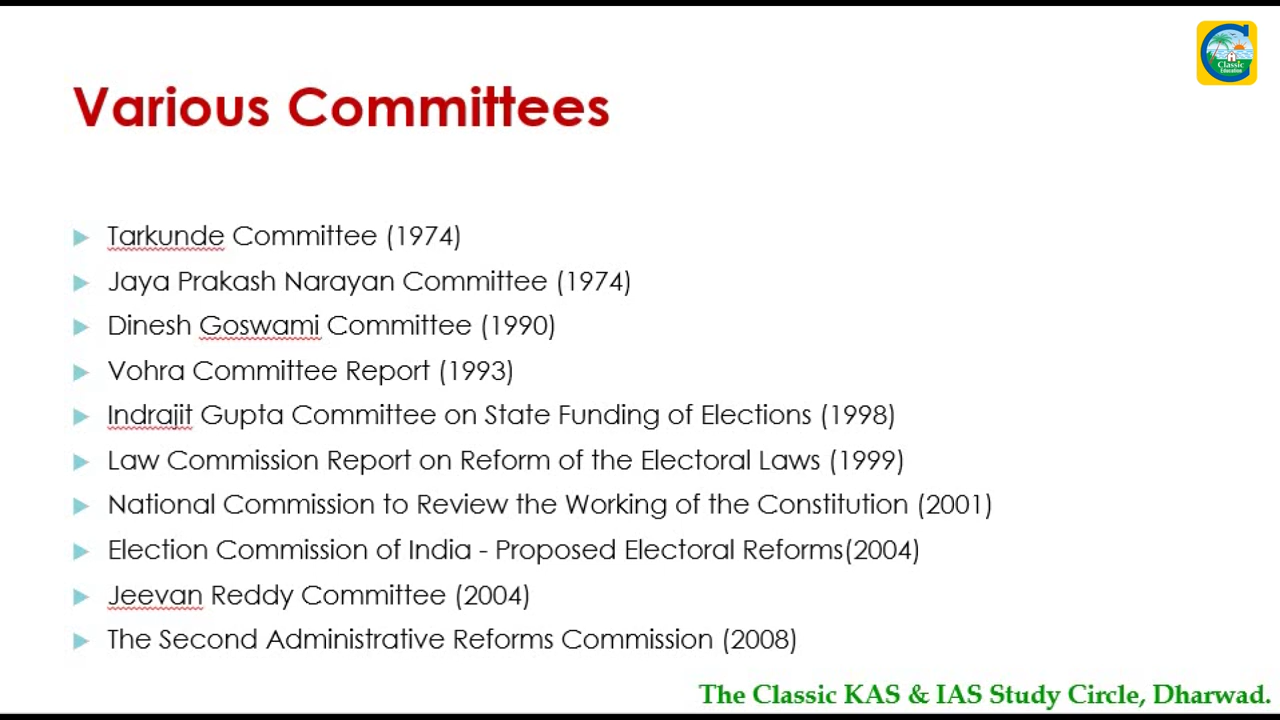 Classic
Education
Various Committees
Tarkunde Committee (1974)
Jaya Prakash Narayan Committee (1974)
Dinesh Goswami Committee (1990)
Vohra Committee Report (1993)
Indrajit Gupta Committee on State Funding of Elections (1998)
Law Commission Report on Reform of the Electoral Laws (1999)
National Commission to Review the Working of the Constitution (2001)
Election Commission of India - Proposed Electoral Reforms(2004)
Jeevan Reddy Committee (2004)
The Second Administrative Reforms Commission (2008)
The Classic KAS & IAS Study Circle, Dharwad.